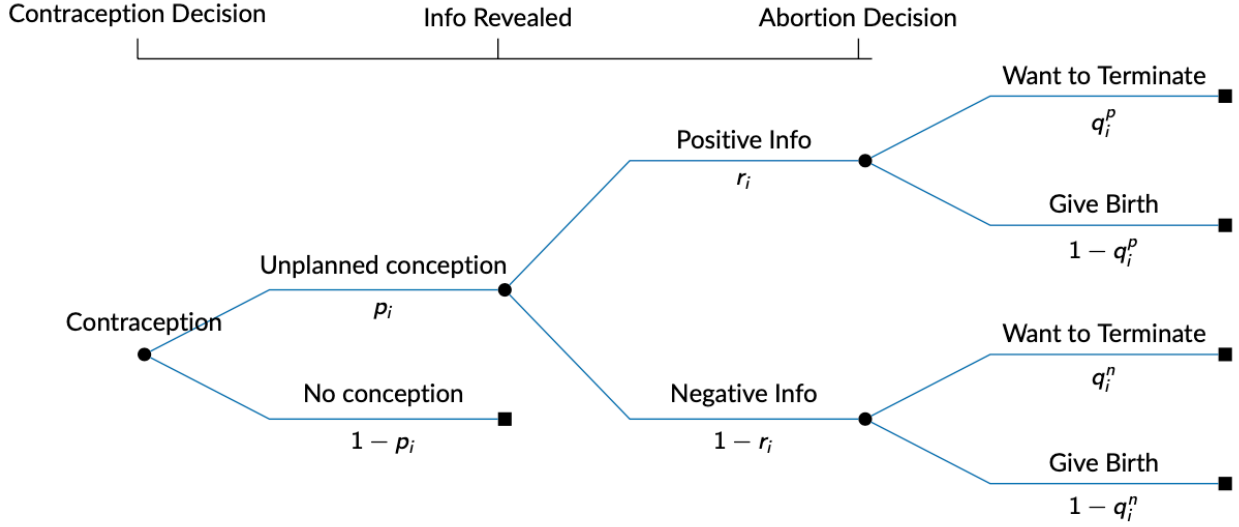 Contraception Decision
Info Revealed
Abortion Decision
Want to Terminate
q_i^p
Positive Info
r_i
Give Birth
1 − q_i^p
Unplanned conception
p_i
Contraception
Want to Terminate
q_i^n
No conception
1 − p_i
Negative Info
1 − r_i
Give Birth
1 − q_i^n